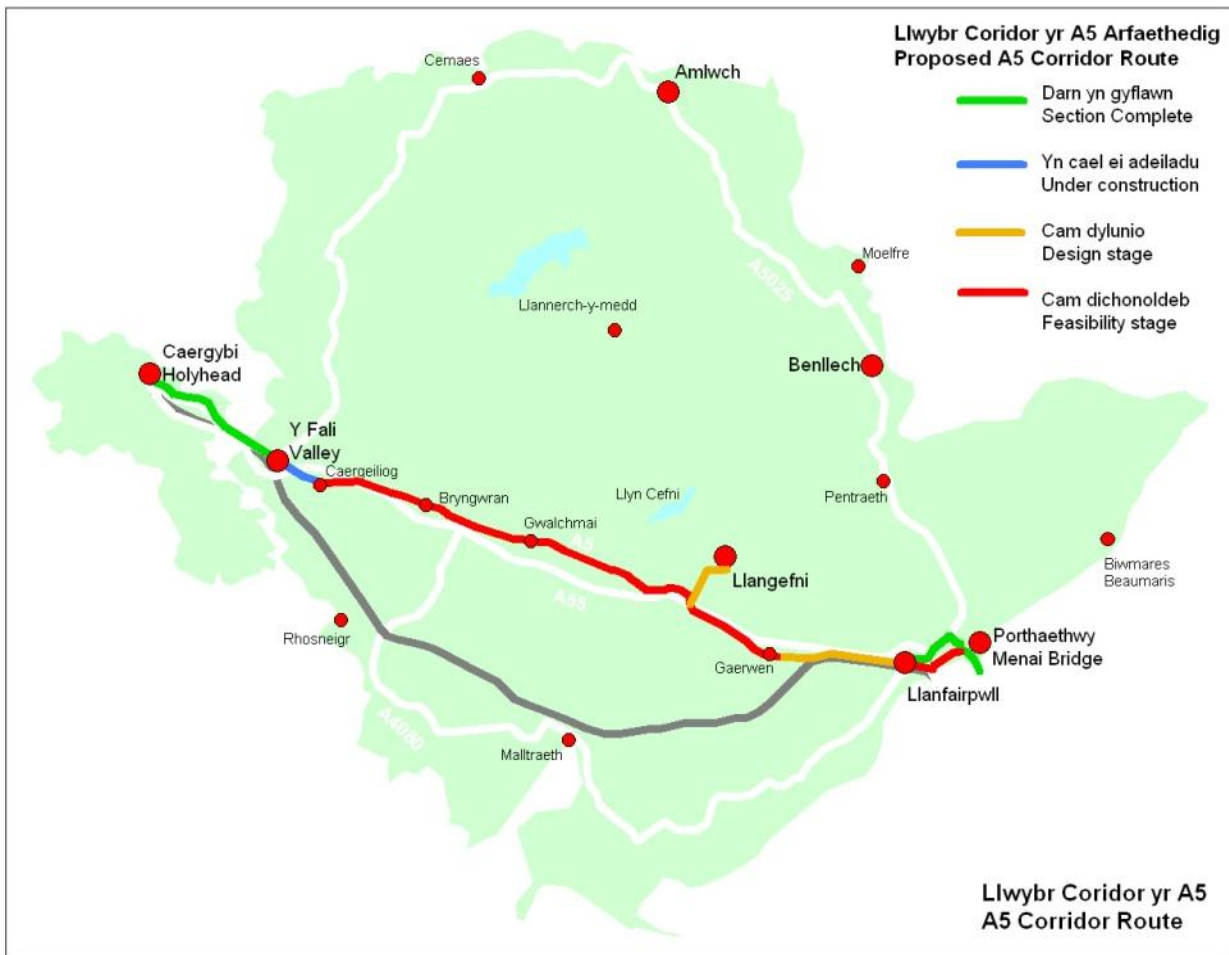 Llwybr Coridor yr A5 Arfaethedig
Proposed A5 Corridor Route
Darn yn gyflawn
Section Complete
Yn cael ei adeiladu
Under construction
Cam dylunio
Design stage
Cam dichonoldeb
Feasibility stage
Cemaes
Amlwch
Moelfre
A5025
Llannerch-y-medd
Caergybi
Holyhead
Benllech
Y Fali
Valley
Caergeiliog
Bryngwran
Llyn Cefni
Pentraeth
Gwalchmai
A5
Biwmares
Beaumaris
Llangefni
A55
Rhosneigr
Gaerwen
Porthaethwy
Menai Bridge
Llanfairpwll
A4080
Malltraeth
Llwybr Coridor yr A5
A5 Corridor Route